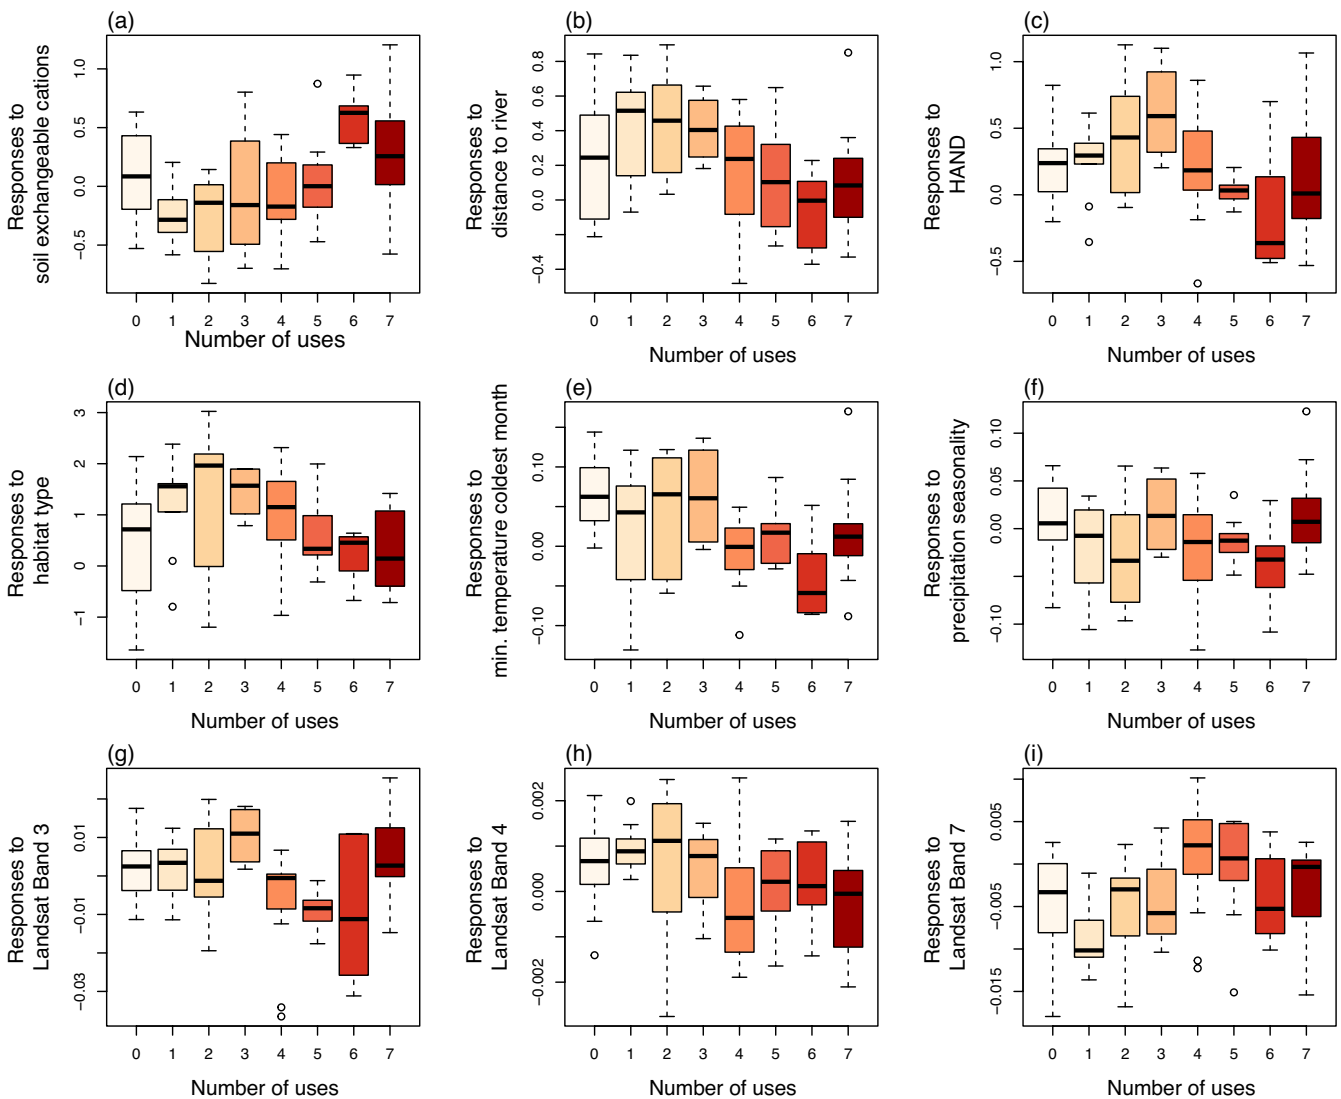 (a)
Responses to
soil exchangeable cations
1.0
0.5
0.0
−0.5
0 1 2 3 4 5 6 7
Number of uses
(b)
Responses to
distance to river
0.8
0.6
0.4
0.2
0.0
−0.4
0 1 2 3 4 5 6 7
Number of uses
(c)
Responses to
HAND
1.0
0.5
0.0
−0.5
0 1 2 3 4 5 6 7
Number of uses
(d)
Responses to
habitat type
3
2
1
0
−1
0 1 2 3 4 5 6 7
Number of uses
(e)
Responses to
min. temperature coldest month
0.10
0.00
−0.10
0 1 2 3 4 5 6 7
Number of uses
(f)
Responses to
precipitation seasonality
0.10
0.05
0.00
−0.10
0 1 2 3 4 5 6 7
Number of uses
(g)
Responses to
Landsat Band 3
0.01
−0.01
−0.03
0 1 2 3 4 5 6 7
Number of uses
(h)
Responses to
Landsat Band 4
0.002
0.000
−0.002
0 1 2 3 4 5 6 7
Number of uses
(i)
Responses to
Landsat Band 7
0.005
−0.005
−0.015
0 1 2 3 4 5 6 7
Number of uses